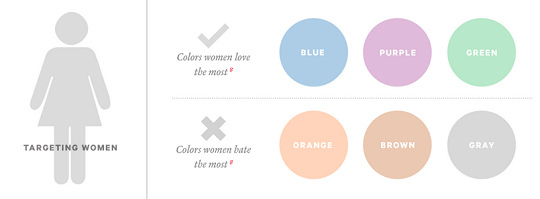 TARGETING WOMEN
Colors women love
the most
BLUE
PURPLE
GREEN
Colors women hate
the most
ORANGE
BROWN
GRAY